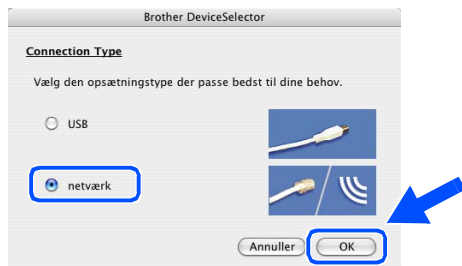 Brother DeviceSelector
Connection Type
Vælg den opsætningstype der passe bedst til dine behov.
USB
netværk
Annuller
OK